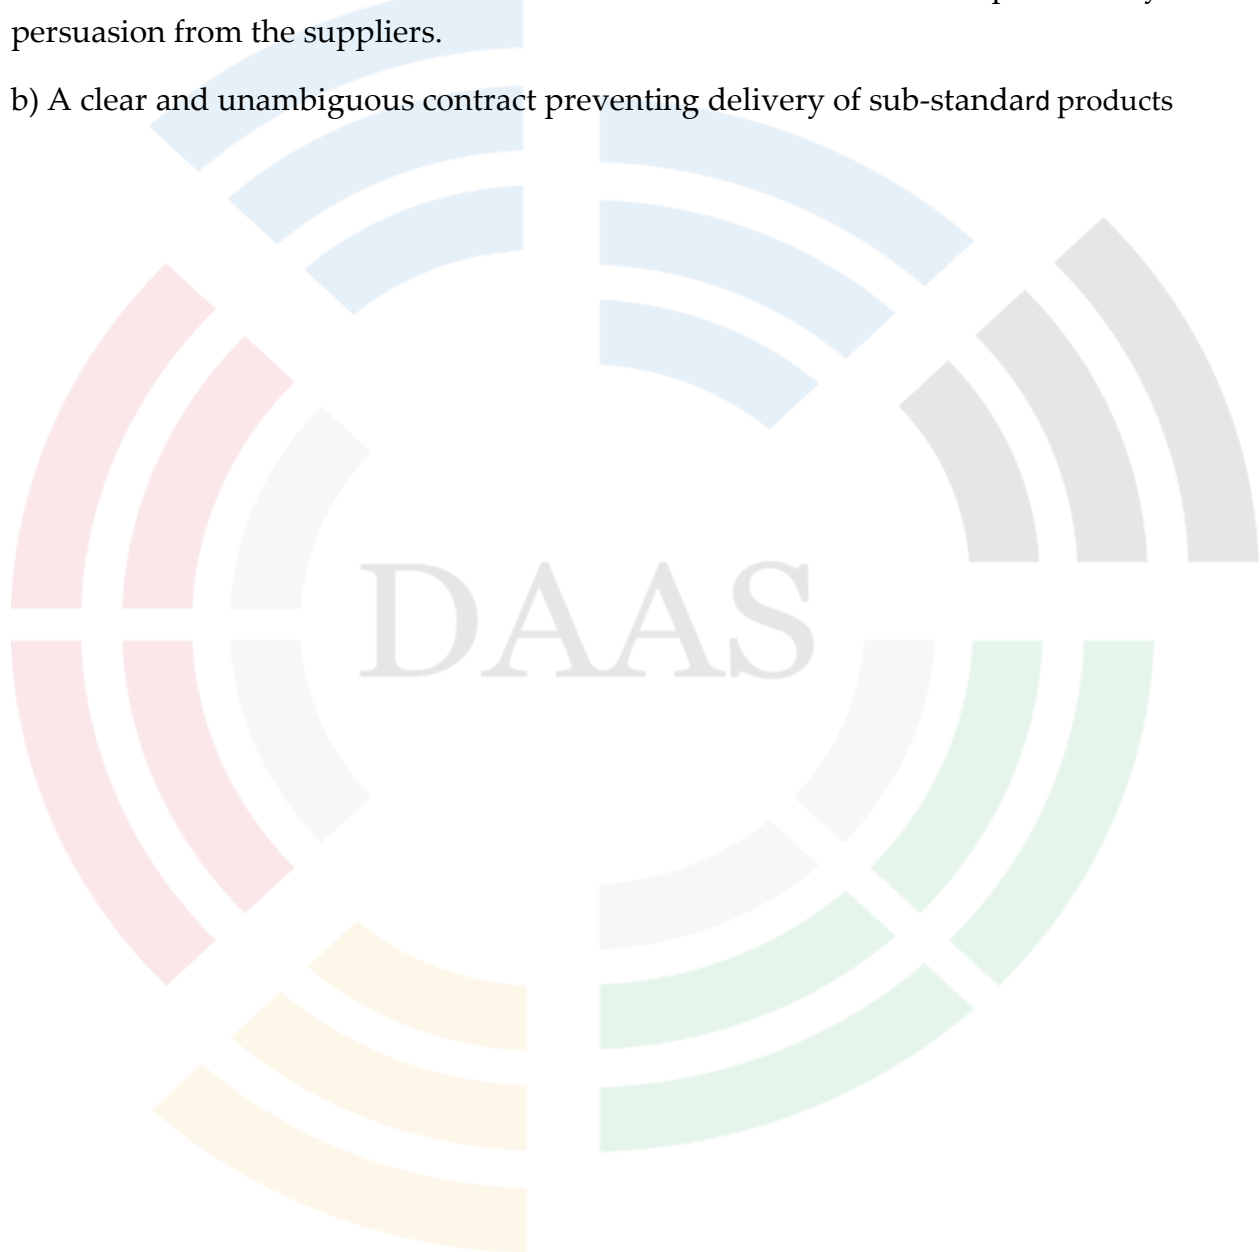 persuasion from the suppliers.
b) A clear and unambiguous contract preventing delivery of sub-standard products
DAAS